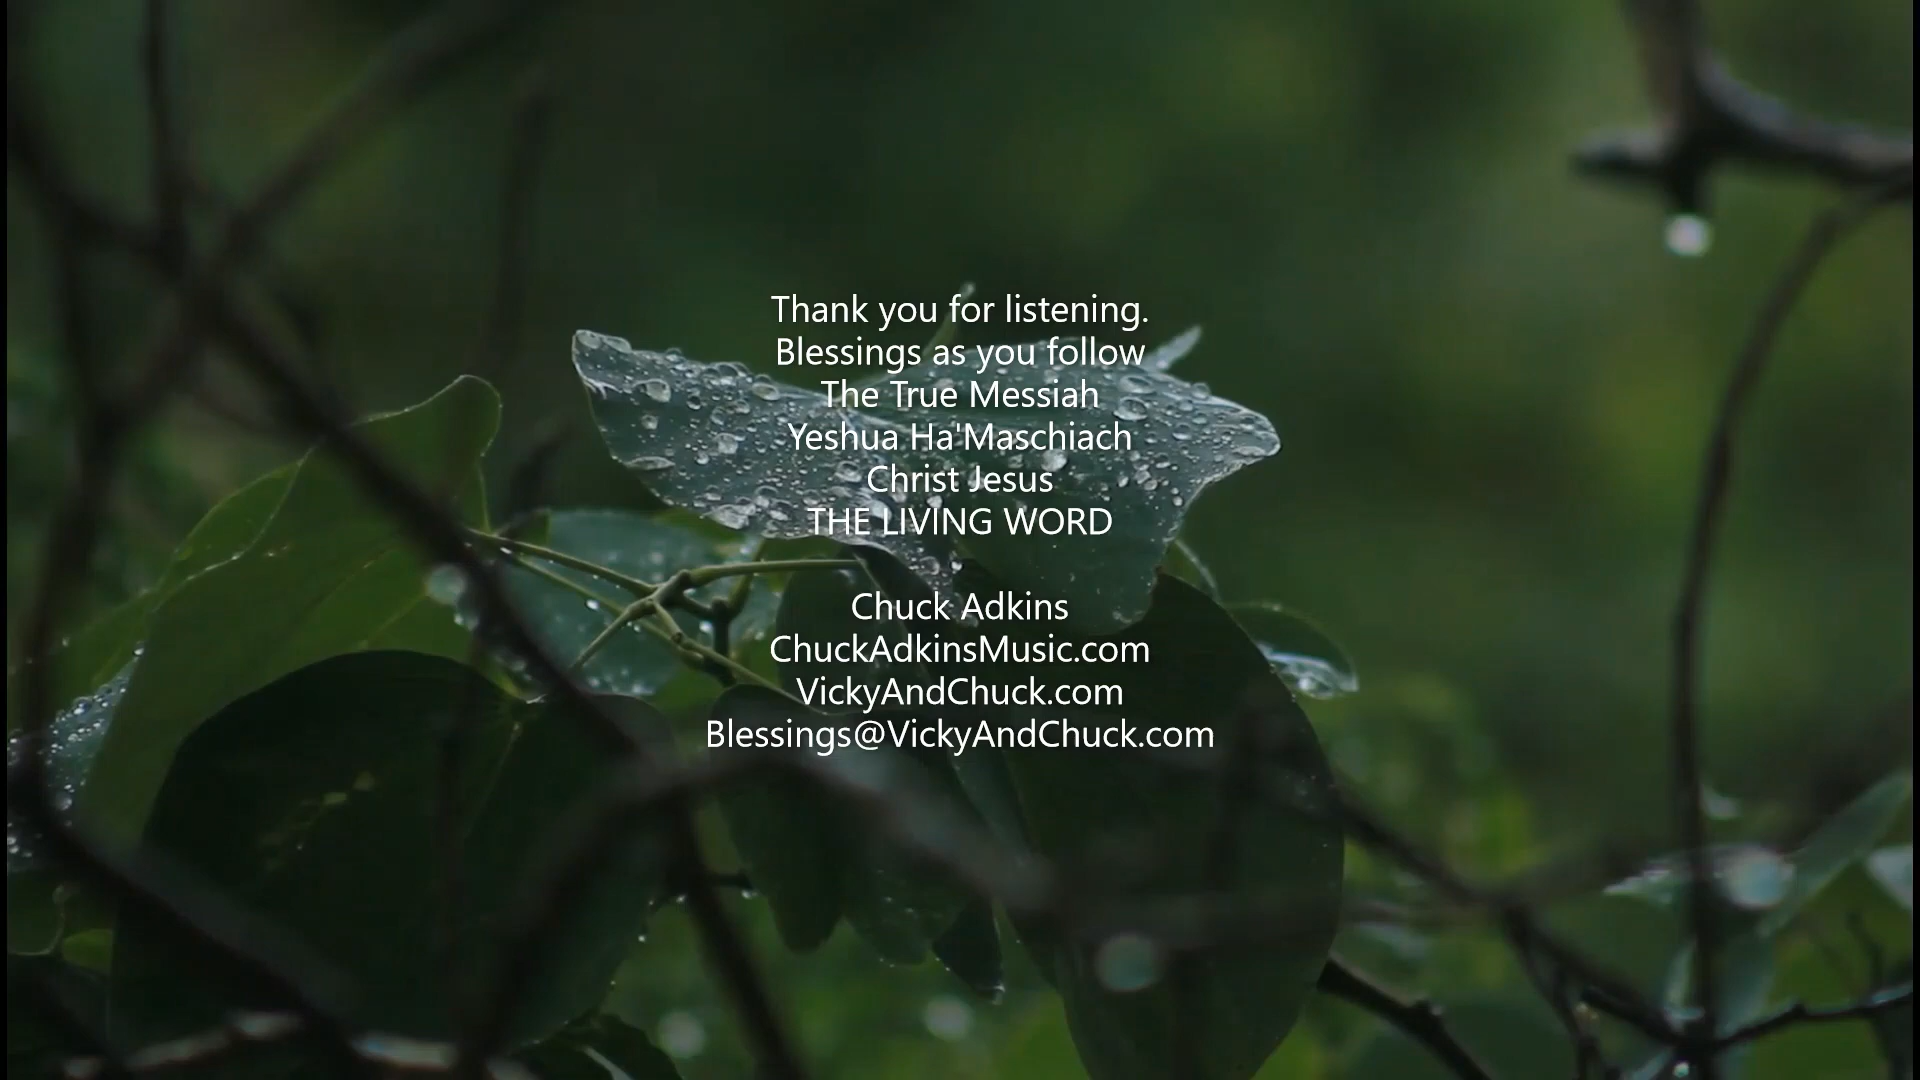 Thank you for listening.
Blessings as you follow
The True Messiah
Yeshua Ha'Maschiach
Christ Jesus
THE LIVING WORD
Chuck Adkins
ChuckAdkinsMusic.com
VickyAndChuck.com
Blessings@VickyAndChuck.com